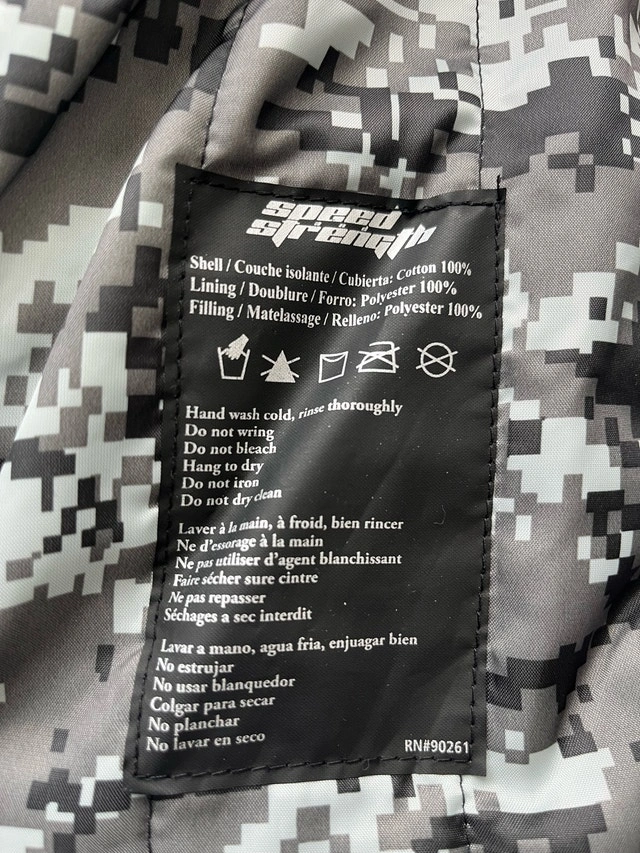 speed and strength
Shell / Couche isolante / Cubierta: Cotton 100%
Lining / Doublure / Forro: Polyester 100%
Filling / Matelassage / Relleno: Polyester 100%
Hand wash cold, rinse thoroughly
Do not wring
Do not bleach
Hang to dry
Do not iron
Do not dry clean
Laver à la main, à froid, bien rincer
Ne d'essorage à la main
Ne pas utiliser d'agent blanchissant
Faire sécher sure cintre
Ne pas repasser
Séchages a sec interdit
Lavar a mano, agua fria, enjuagar bien
No estrujar
No usar blanquedor
Colgar para secar
No planchar
No lavar en seco
RN#90261